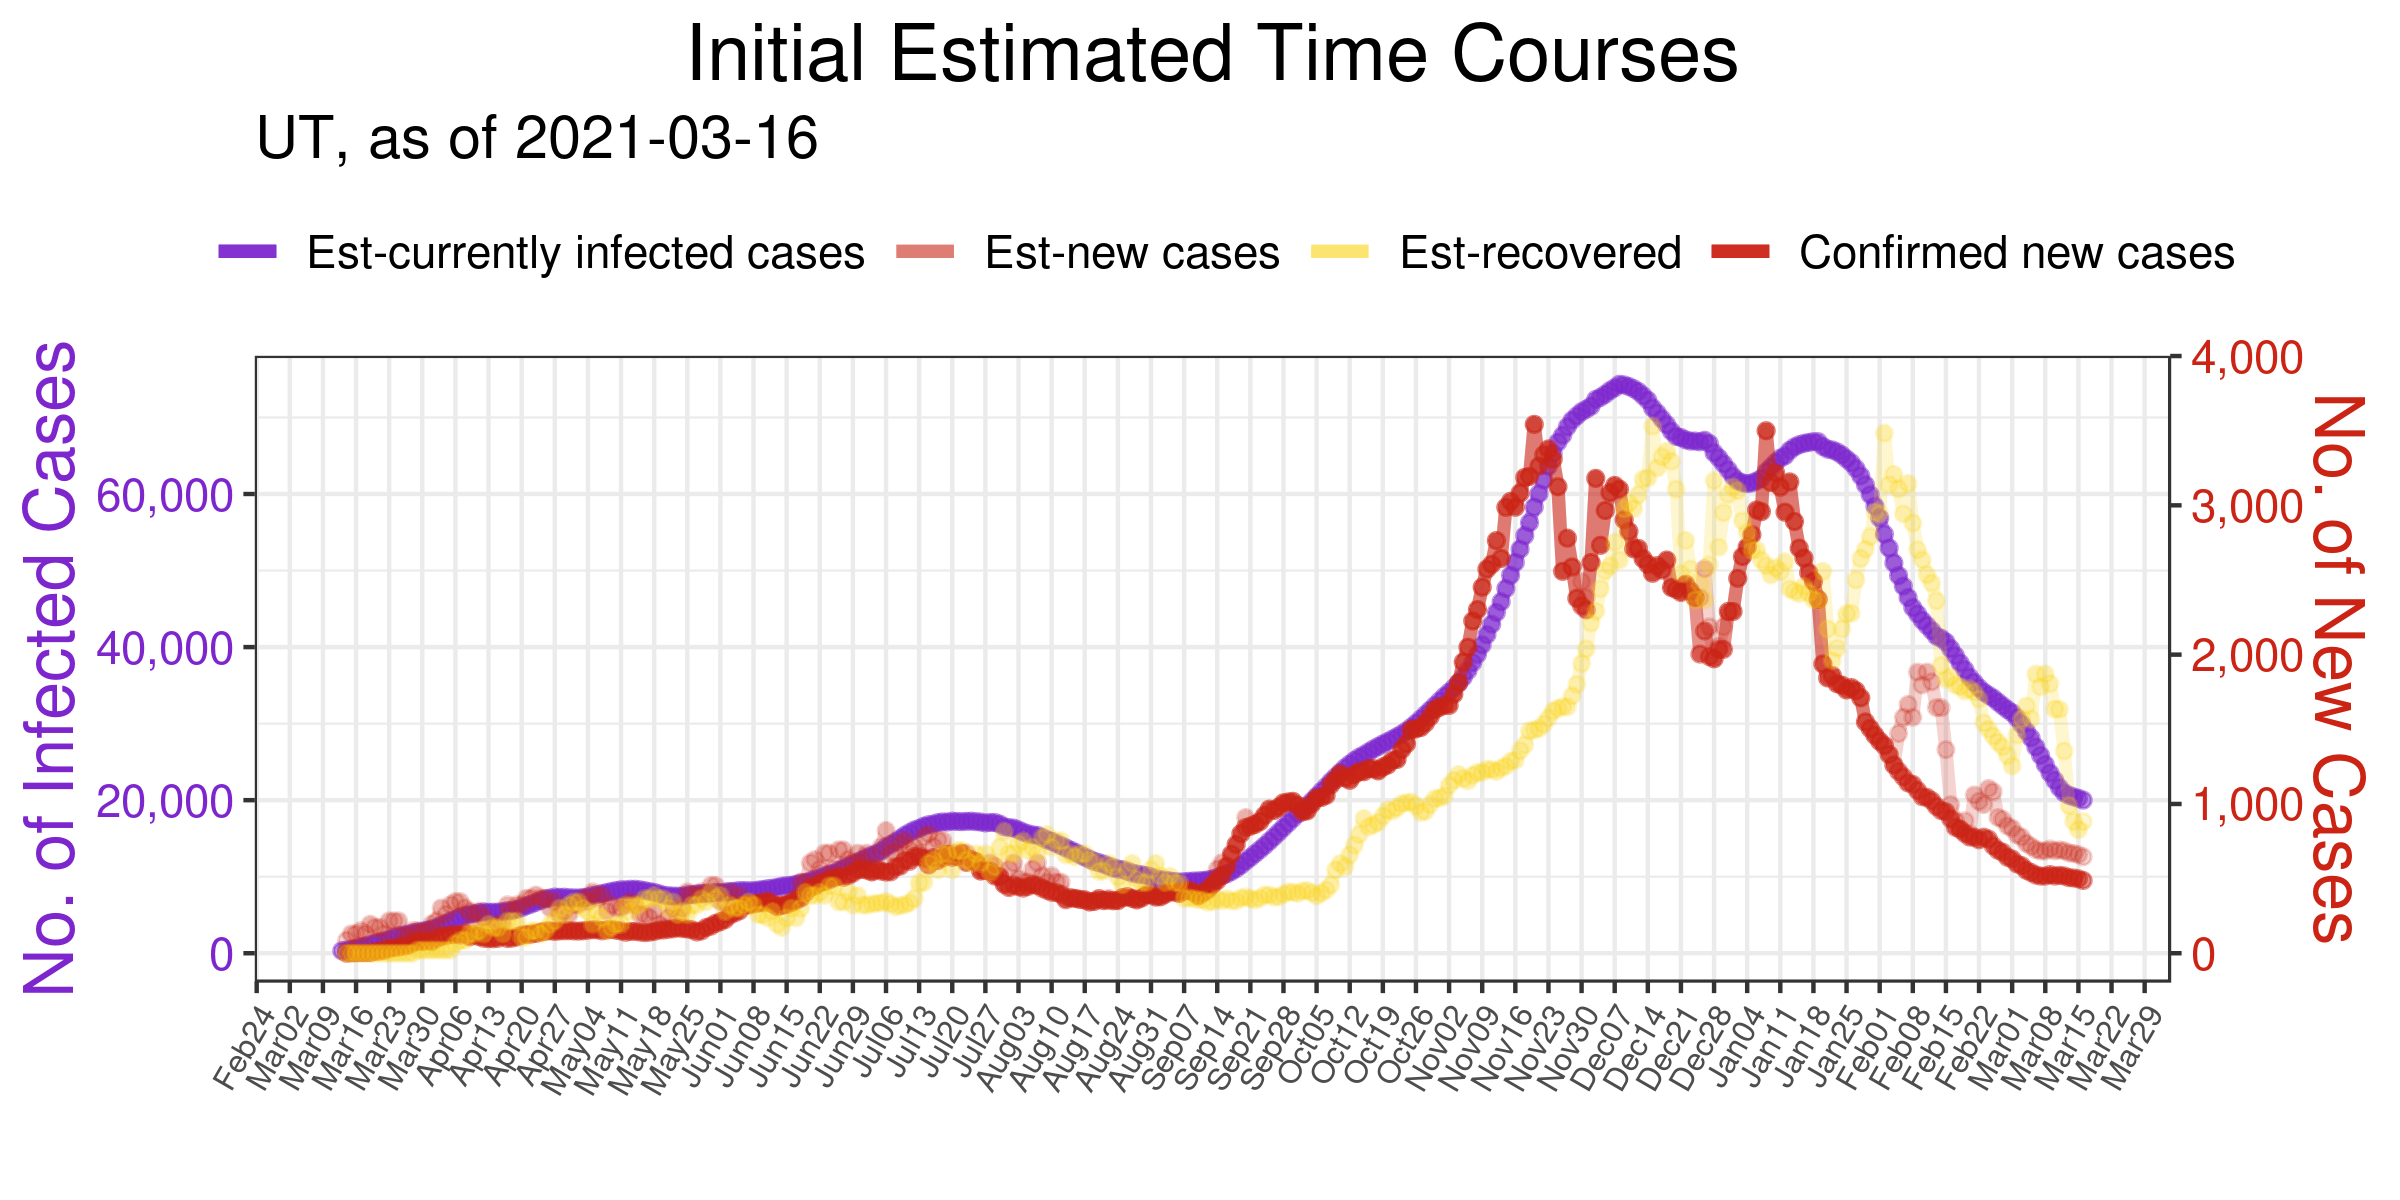 Initial Estimated Time Courses
UT, as of 2021-03-16
Est-currently infected cases Est-new cases Est-recovered Confirmed new cases
No. of Infected Cases
60,000
40,000
20,000
0
4,000
3,000
2,000
1,000
0
No. of New Cases
Feb24 Mar02 Mar09 Mar16 Mar23 Mar30 Apr06 Apr13 Apr20 Apr27 May04 May11 May18 May25 Jun01 Jun08 Jun15 Jun22 Jun29 Jul06 Jul13 Jul20 Jul27 Aug03 Aug10 Aug17 Aug24 Aug31 Sep07 Sep14 Sep21 Sep28 Oct05 Oct12 Oct19 Oct26 Nov02 Nov09 Nov16 Nov23 Nov30 Dec07 Dec14 Dec21 Dec28 Jan04 Jan11 Jan18 Jan25 Feb01 Feb08 Feb15 Feb22 Mar01 Mar08 Mar15 Mar22 Mar29